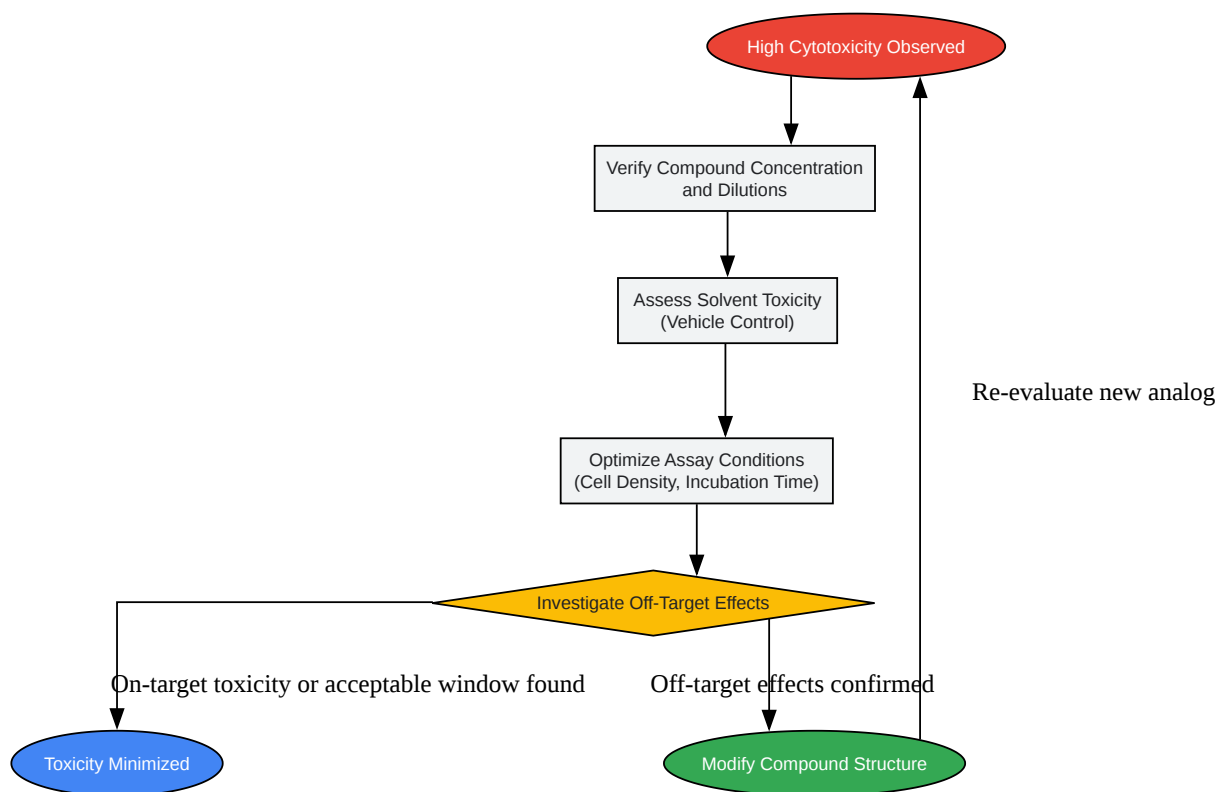 High Cytotoxicity Observed
Verify Compound Concentration
and Dilutions
Assess Solvent Toxicity
(Vehicle Control)
Re-evaluate new analog
Optimize Assay Conditions
(Cell Density, Incubation Time)
Investigate Off-Target Effects
On-target toxicity or acceptable window found
Off-target effects confirmed
Toxicity Minimized
Modify Compound Structure